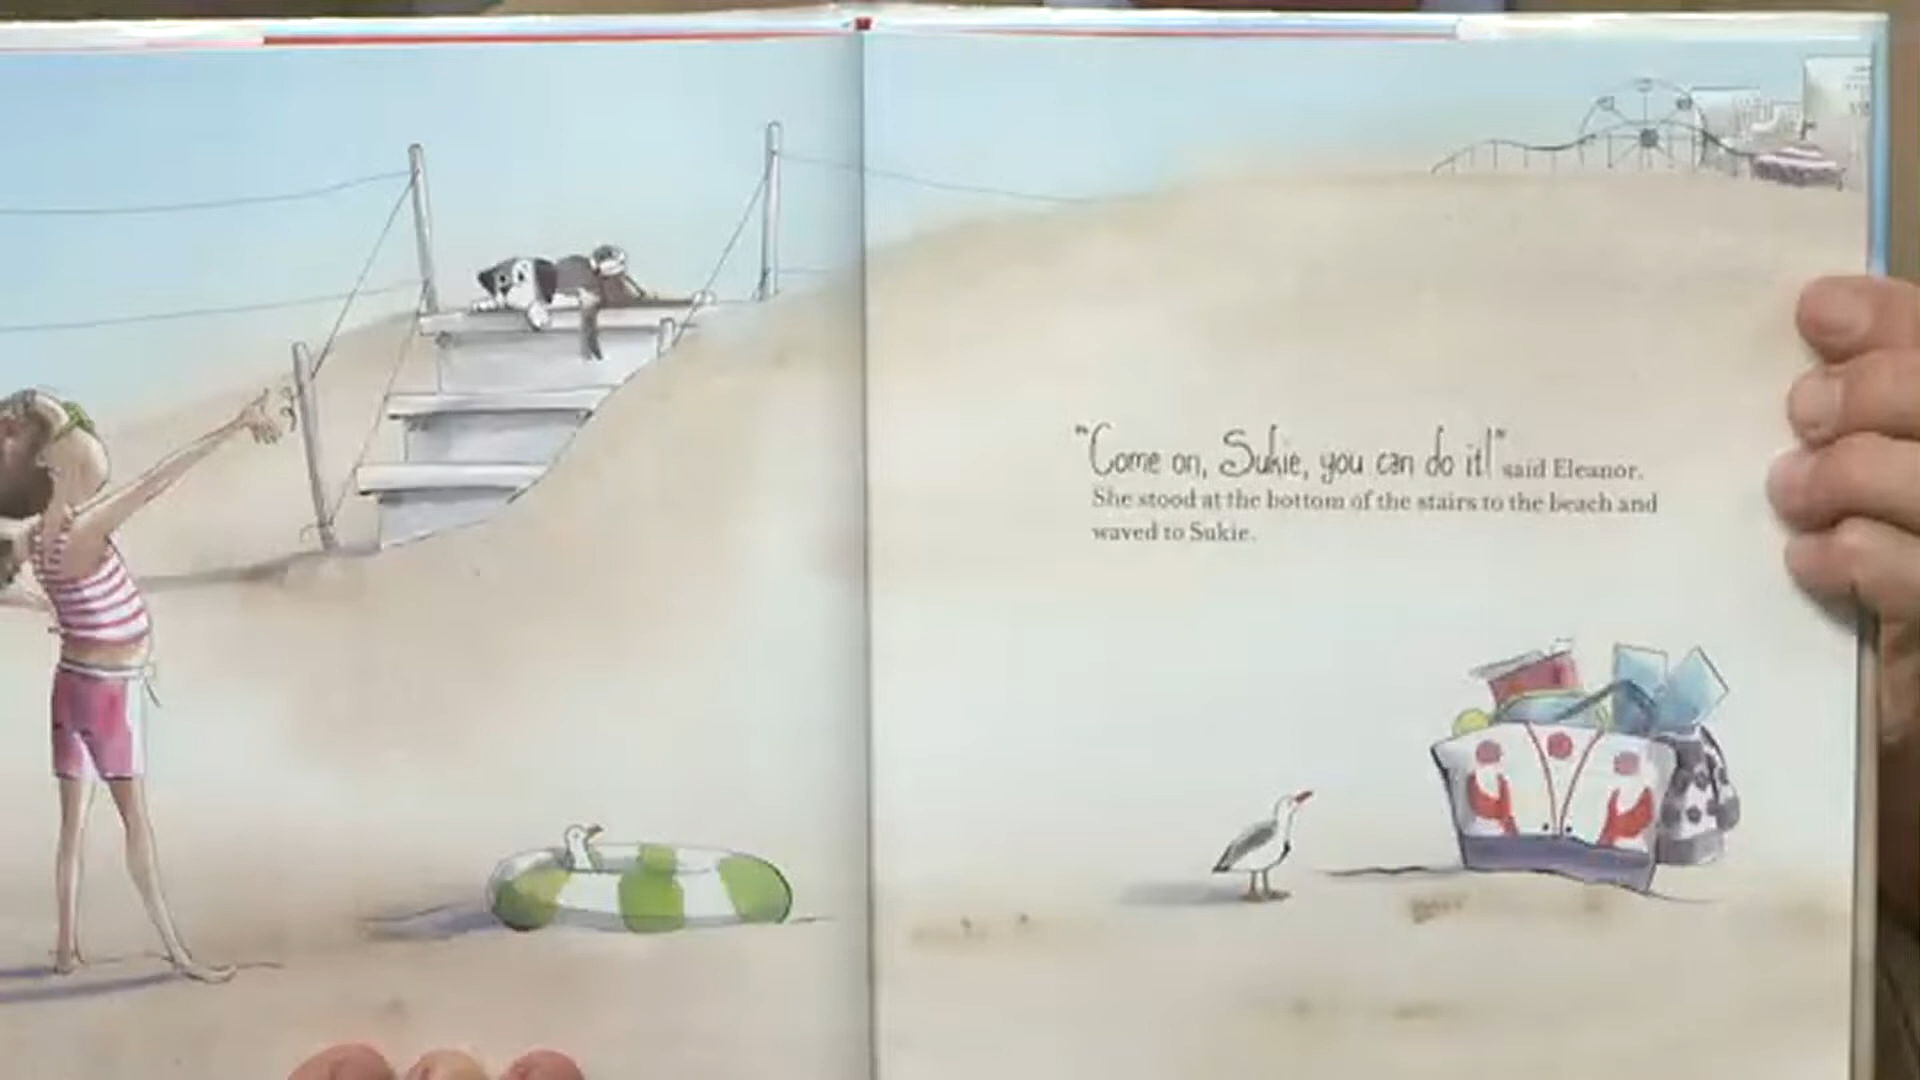 "Come on, Sukie, you can do it!" said Eleanor.
She stood at the bottom of the stairs to the beach and
waved to Sukie.